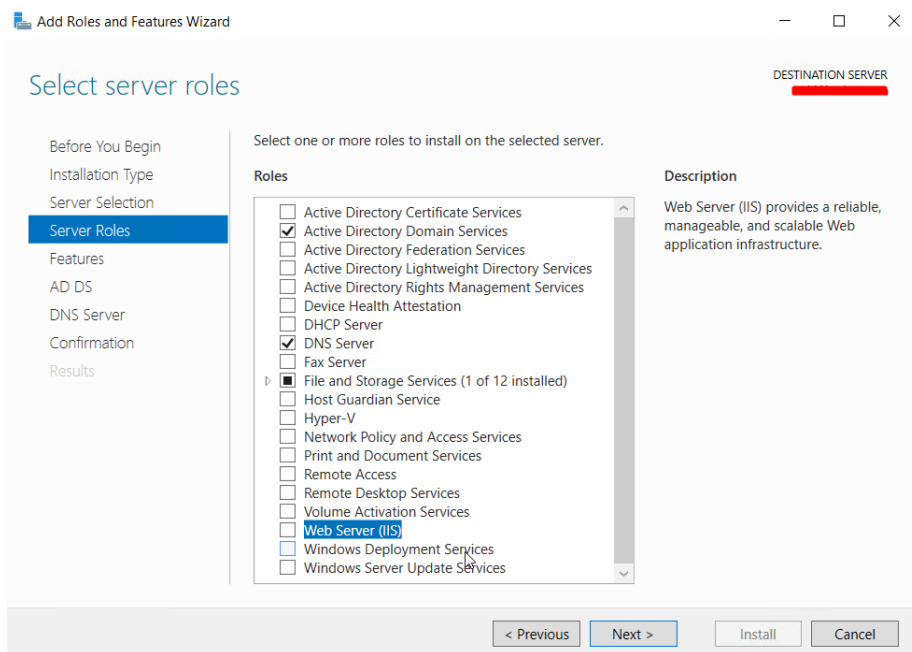 Add Roles and Features Wizard
Select server roles
DESTINATION SERVER
Before You Begin
Installation Type
Server Selection
Server Roles
Features
AD DS
DNS Server
Confirmation
Results
Select one or more roles to install on the selected server.
Roles
Active Directory Certificate Services
Active Directory Domain Services
Active Directory Federation Services
Active Directory Lightweight Directory Services
Active Directory Rights Management Services
Device Health Attestation
DHCP Server
DNS Server
Fax Server
File and Storage Services (1 of 12 installed)
Host Guardian Service
Hyper-V
Network Policy and Access Services
Print and Document Services
Remote Access
Remote Desktop Services
Volume Activation Services
Web Server (IIS)
Windows Deployment Services
Windows Server Update Services
Description
Web Server (IIS) provides a reliable,
manageable, and scalable Web
application infrastructure.
< Previous
Next >
Install
Cancel